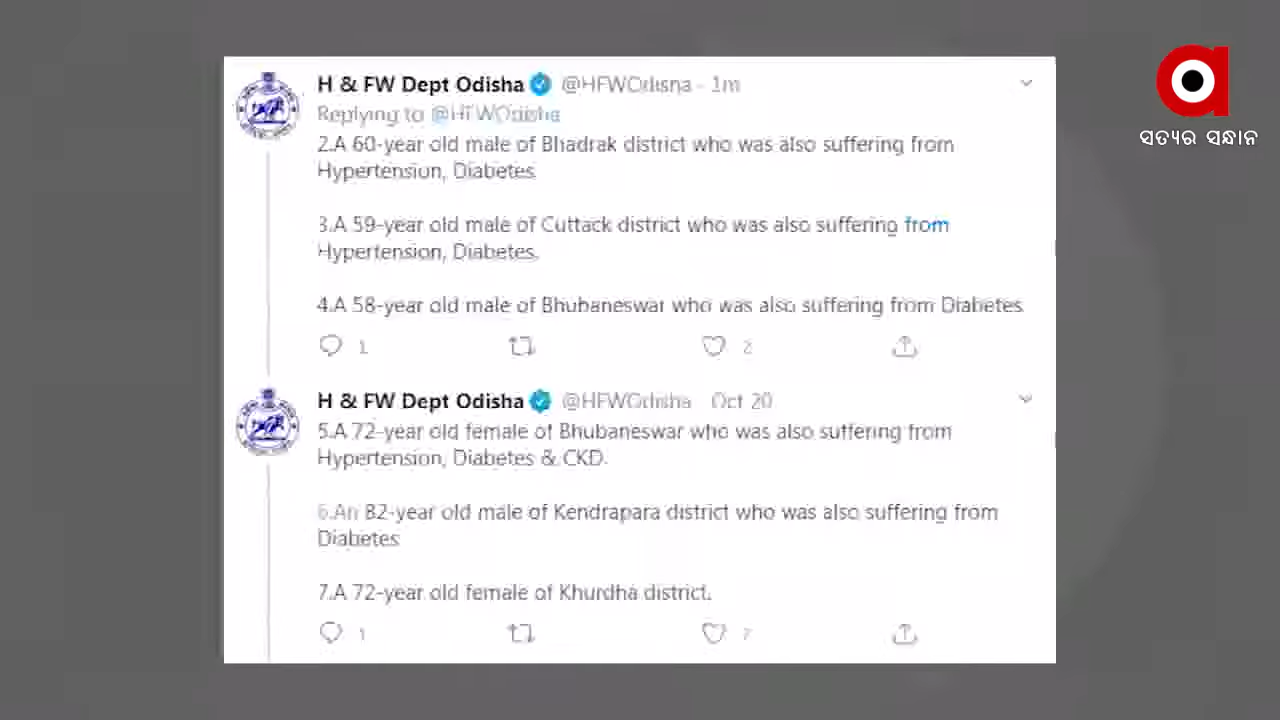 ସତ୍ୟର ସନ୍ଧାନ
H & FW Dept Odisha @HFWOdisha - 1m
Replying to @HFWOdisha
2.A 60-year old male of Bhadrak district who was also suffering from
Hypertension, Diabetes
3.A 59-year old male of Cuttack district who was also suffering from
Hypertension, Diabetes.
4.A 58-year old male of Bhubaneswar who was also suffering from Diabetes
1 2
H & FW Dept Odisha @HFWOdisha Oct 20
5.A 72-year old female of Bhubaneswar who was also suffering from
Hypertension, Diabetes & CKD.
6.An 82-year old male of Kendrapara district who was also suffering from
Diabetes
7.A 72-year old female of Khurdha district.
1